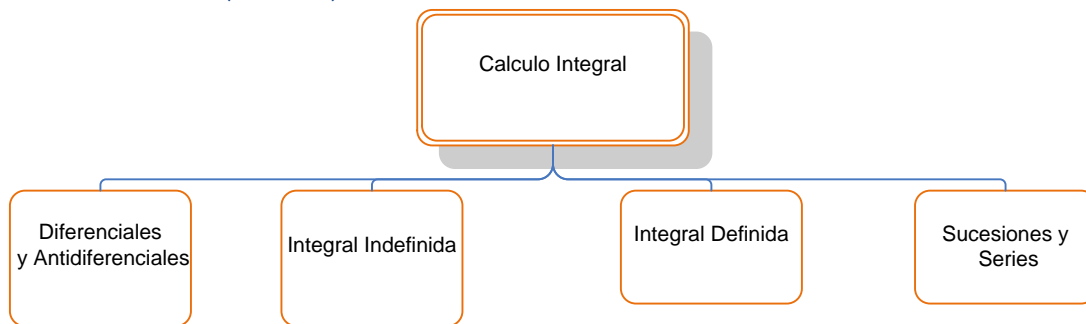 Calculo Integral
Diferenciales
y Antidiferenciales
Integral Indefinida
Integral Definida
Sucesiones y
Series